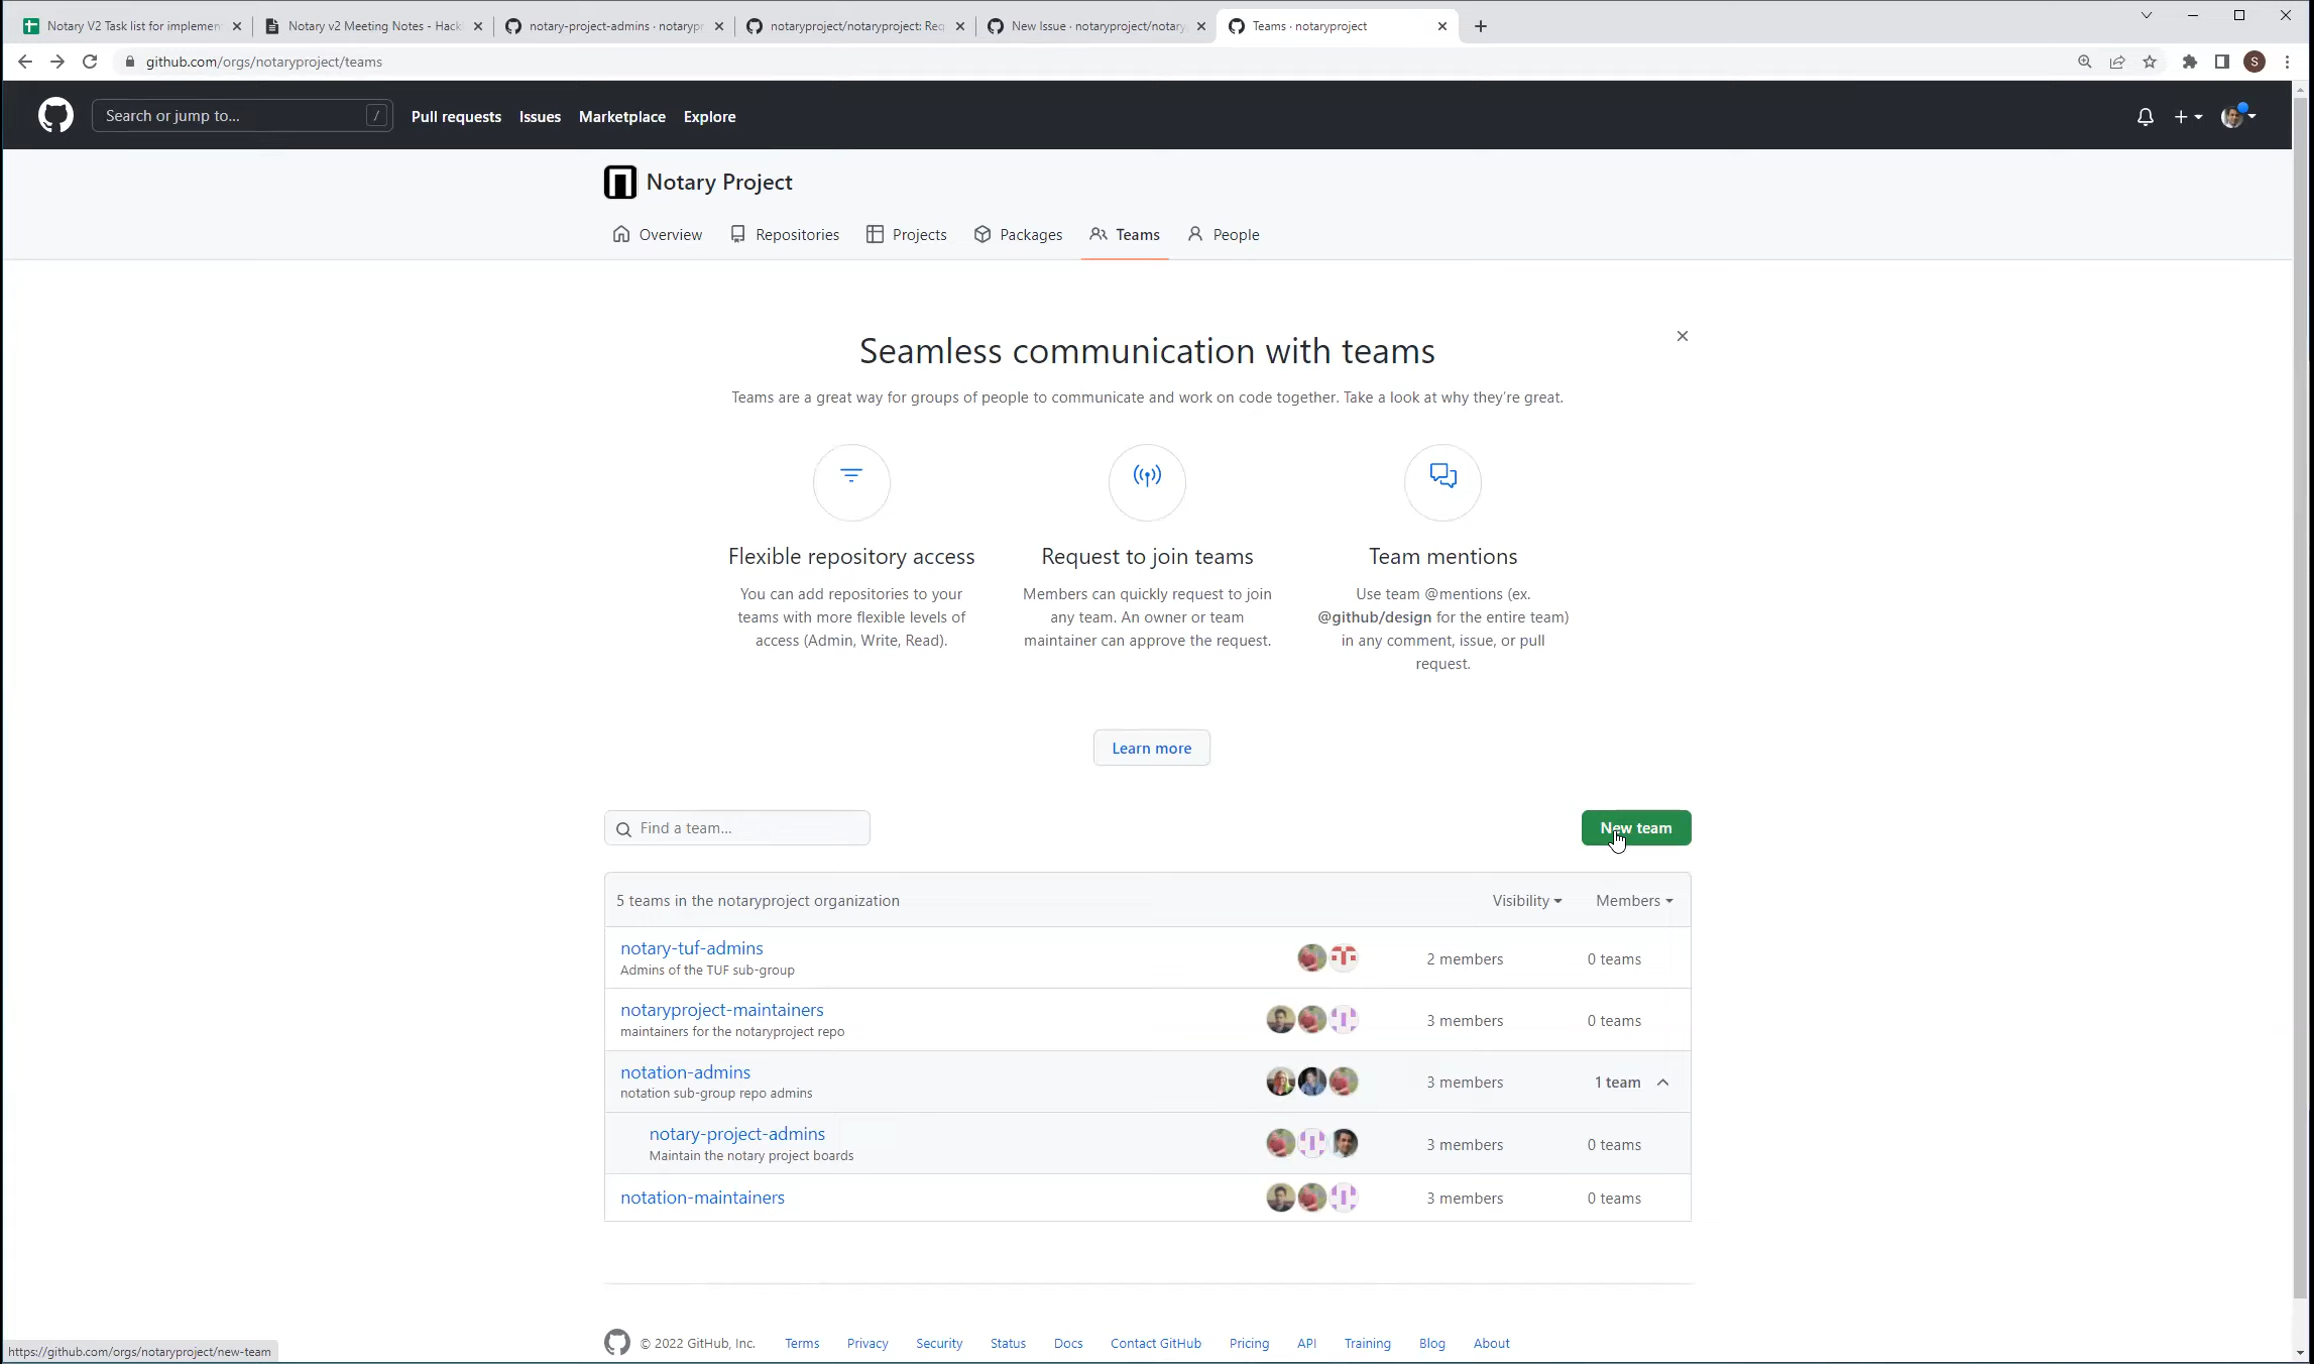 Notary V2 Task list for implemen
Notary v2 Meeting Notes - Hack
notary-project-admins · notarypr
notaryproject/notaryproject: Req
New Issue · notaryproject/notary
Teams · notaryproject
github.com/orgs/notaryproject/teams
S
Search or jump to...
/
Pull requests
Issues
Marketplace
Explore
Notary Project
Overview
Repositories
Projects
Packages
Teams
People
Seamless communication with teams
Teams are a great way for groups of people to communicate and work on code together. Take a look at why they're great.
Flexible repository access
You can add repositories to your
teams with more flexible levels of
access (Admin, Write, Read).
Request to join teams
Members can quickly request to join
any team. An owner or team
maintainer can approve the request.
Team mentions
Use team @mentions (ex.
@github/design for the entire team)
in any comment, issue, or pull
request.
Learn more
Find a team...
New team
5 teams in the notaryproject organization
Visibility
Members
notary-tuf-admins
Admins of the TUF sub-group
2 members
0 teams
notaryproject-maintainers
maintainers for the notaryproject repo
3 members
0 teams
notation-admins
notation sub-group repo admins
3 members
1 team
notary-project-admins
Maintain the notary project boards
3 members
0 teams
notation-maintainers
3 members
0 teams
© 2022 GitHub, Inc.
Terms
Privacy
Security
Status
Docs
Contact GitHub
Pricing
API
Training
Blog
About
https://github.com/orgs/notaryproject/new-team